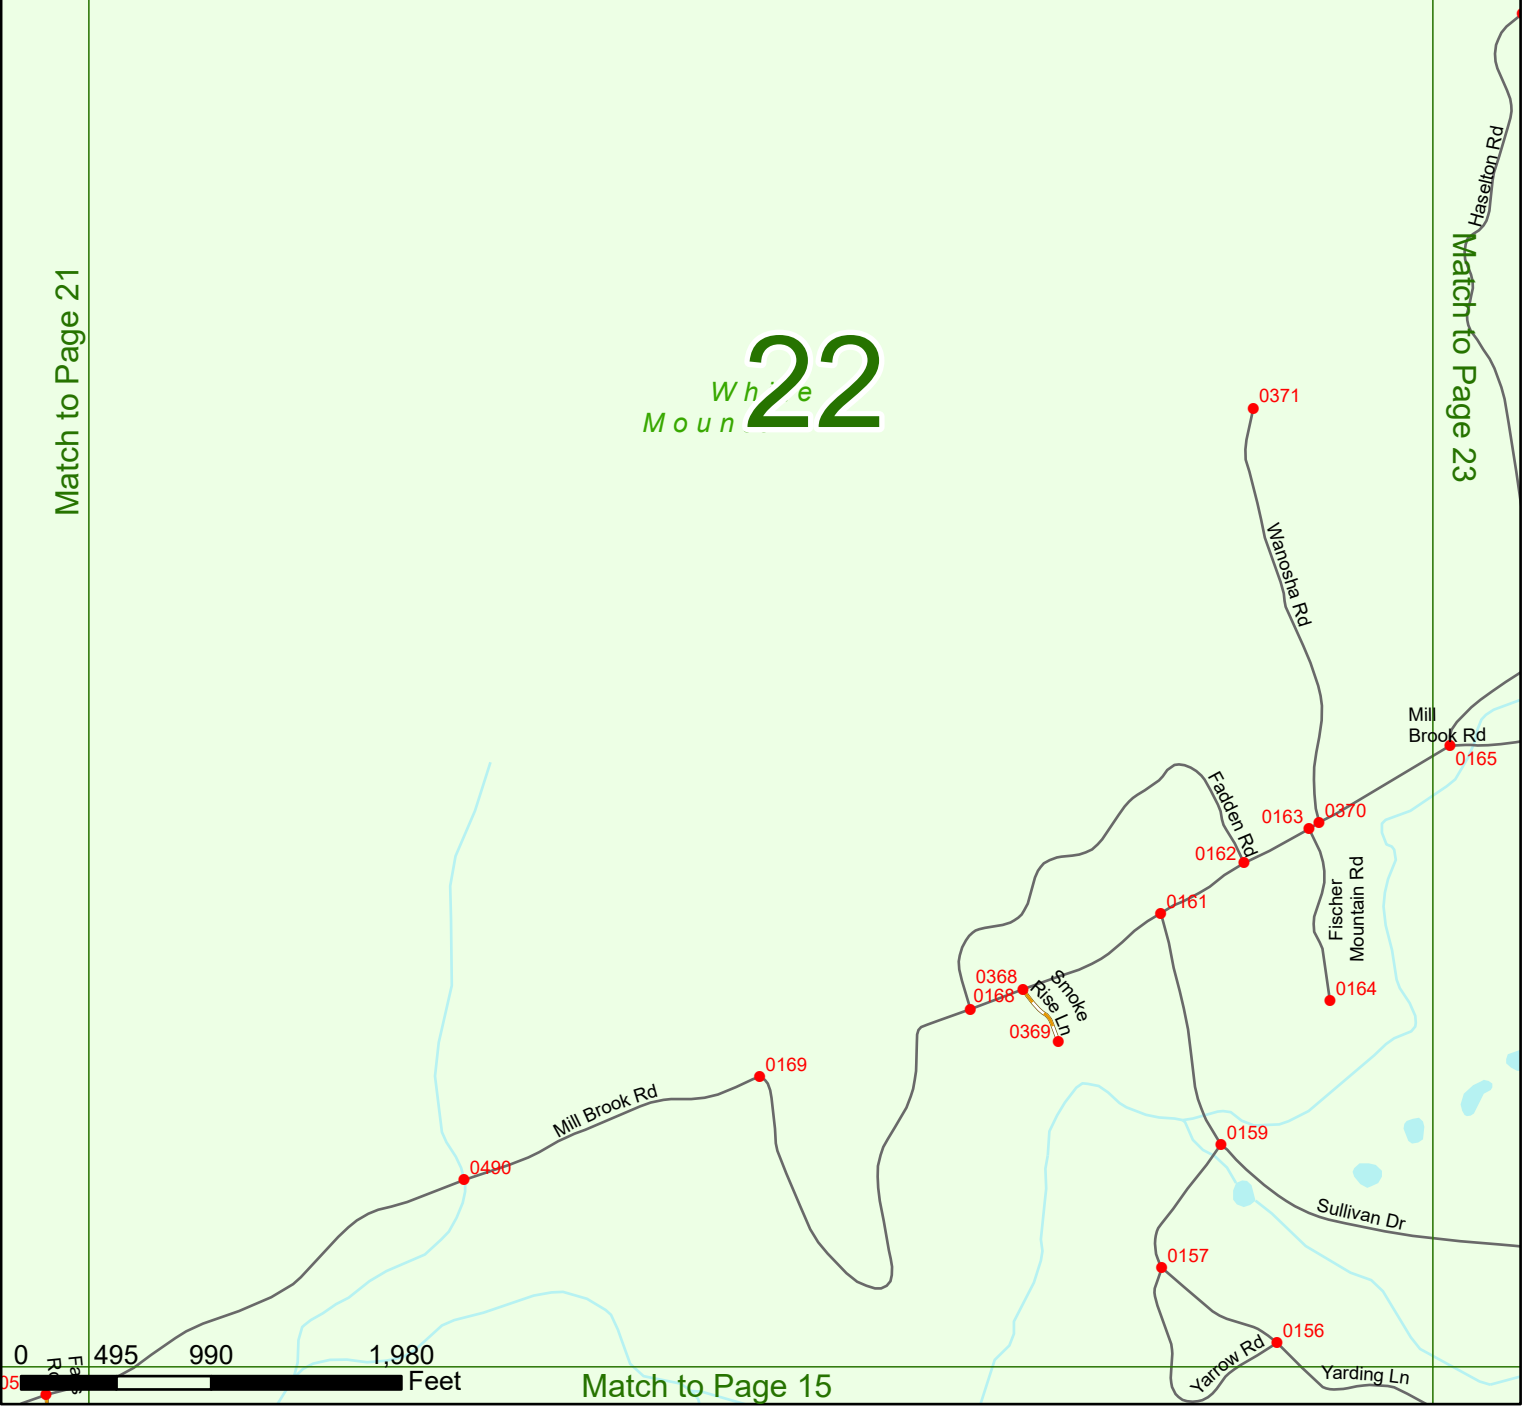 Haselton Rd
Match to Page 21
Match to Page 23
22
White
Moun
0371
Wanosha Rd
Mill
Brook Rd
0165
0370
0163
Fadden Rd
0162
Fischer
Mountain Rd
0161
0164
0368
0168
Smoke
Rise Ln
0369
0169
Mill Brook Rd
0490
0159
Sullivan Dr
0157
0156
Yarrow Rd
Yarding Ln
0 495 990 1,980
Feet
Match to Page 15